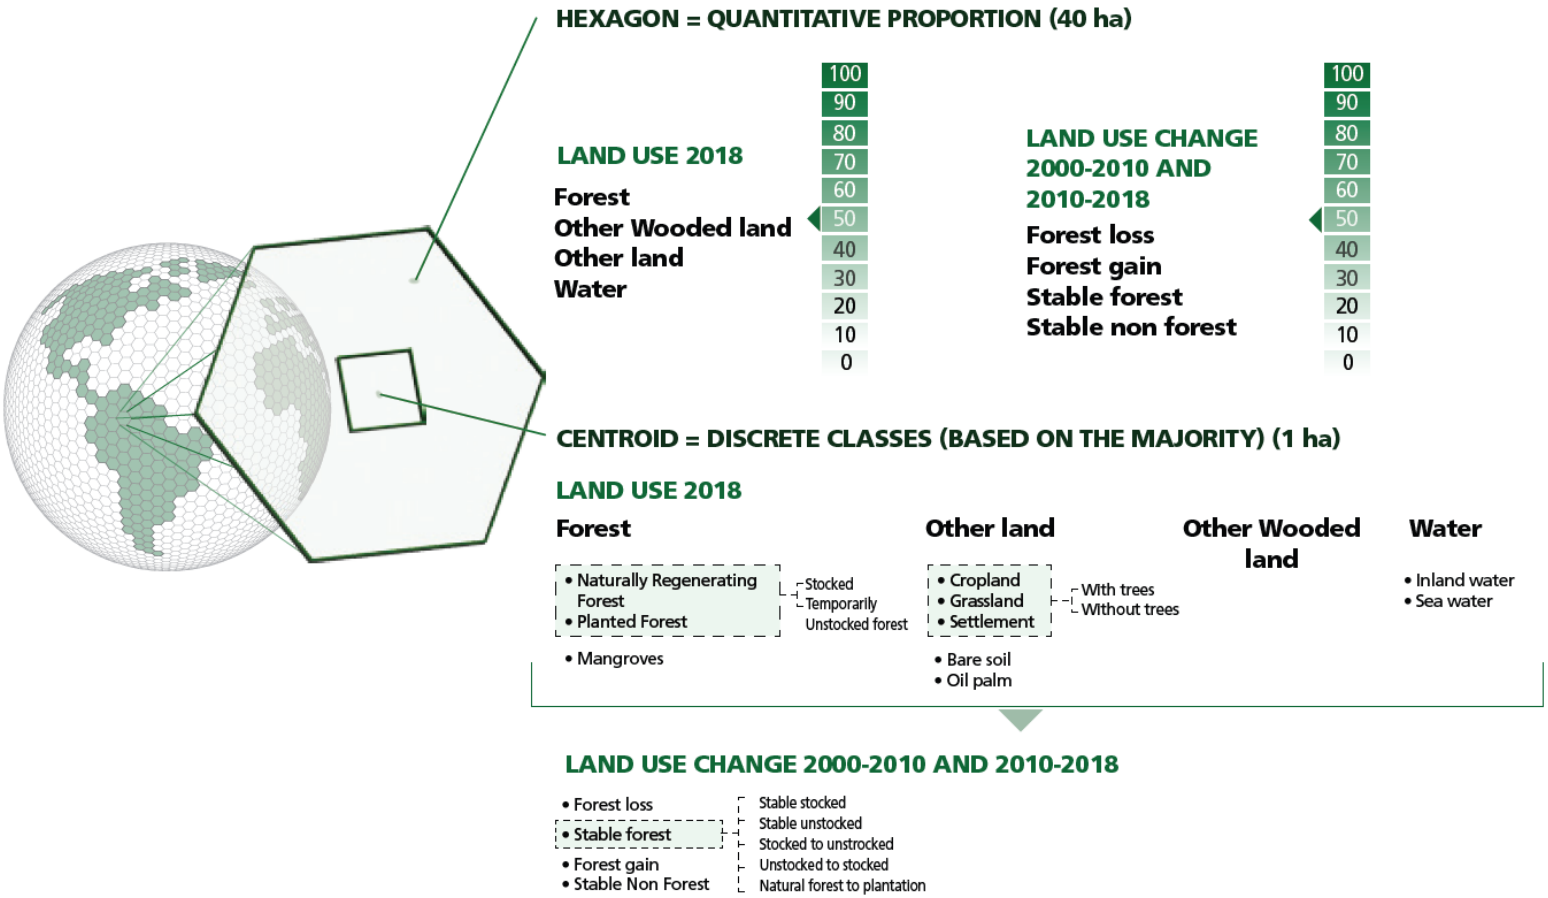 HEXAGON = QUANTITATIVE PROPORTION (40 ha)
LAND USE 2018
Forest
Other Wooded land
Other land
Water
100
90
80
70
60
50
40
30
20
10
0
LAND USE CHANGE
2000-2010 AND
2010-2018
Forest loss
Forest gain
Stable forest
Stable non forest
100
90
80
70
60
50
40
30
20
10
0
CENTROID = DISCRETE CLASSES (BASED ON THE MAJORITY) (1 ha)
LAND USE 2018
Forest
• Naturally Regenerating
Forest
• Planted Forest
Stocked
Temporarily
Unstocked forest
• Mangroves
Other land
• Cropland
• Grassland
• Settlement
With trees
Without trees
• Bare soil
• Oil palm
Other Wooded
land
Water
• Inland water
• Sea water
LAND USE CHANGE 2000-2010 AND 2010-2018
• Forest loss
• Stable forest
• Forest gain
• Stable Non Forest
Stable stocked
Stable unstocked
Stocked to unstrocked
Unstocked to stocked
Natural forest to plantation